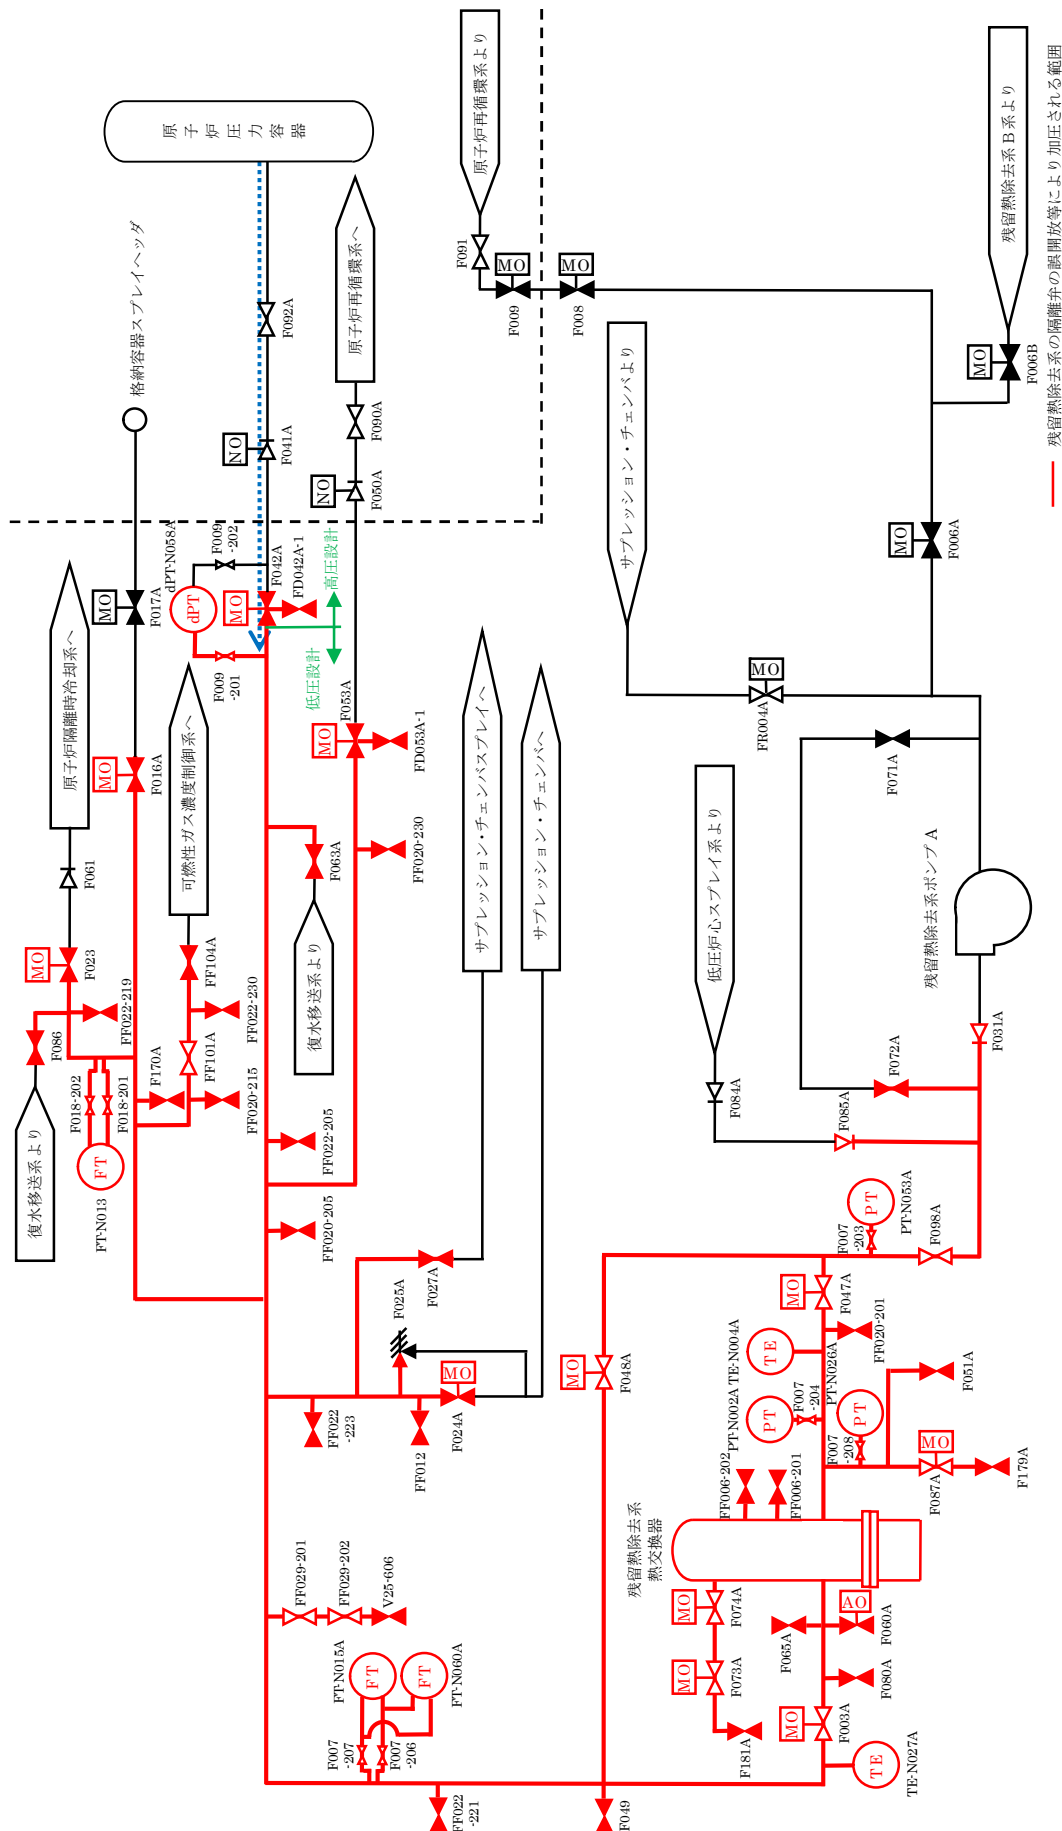 原子炉圧力容器
格納容器スプレイヘッダ
F092A
NO
F041A
原子炉再循環系へ
F090A
NO
F050A
原子炉再循環系より
F091
MO
F009
MO
F008
残留熱除去系B系より
MO
F006B
MO
F006A
残留熱除去系の隔離弁の誤開放等により加圧される範囲
サプレッション・チェンバより
MO
FR004A
F071A
残留熱除去系ポンプA
F031A
F072A
低圧炉心スプレイ系より
F084A
F085A
原子炉隔離時冷却系へ
F061
MO
F023
F086
FF022-219
復水移送系より
F018-202
F018-201
FT
FT-N013
MO
F017A
MO
F016A
dPT-N058A
dPT
F009
-202
F009
-201
MO
F042A
FD042A-1
高圧設計
低圧設計
可燃性ガス濃度制御系へ
FF104A
FF022-230
FF101A
FF020-215
F170A
MO
F053A
FD053A-1
FF020-230
F063A
復水移送系より
FF022-205
FF020-205
サプレッション・チェンバスプレイへ
サプレッション・チェンバへ
F027A
F025A
MO
F024A
FF022
-223
FF012
FF029-201
FF029-202
V25-606
FT-N015A
FT
FT
FT-N060A
F007
-207
F007
-206
FF022
-221
F049
MO
F048A
PT
PT-N053A
F007
-203
F098A
MO
F047A
FF020-201
TE
TE-N004A
PT
PT-N002A
F007
-204
PT-N026A
PT
F007
-208
F051A
MO
F087A
F179A
FF006-202
FF006-201
残留熱除去系
熱交換器
MO
F074A
MO
F073A
F181A
F065A
AO
F060A
F080A
MO
F003A
TE
TE-N027A